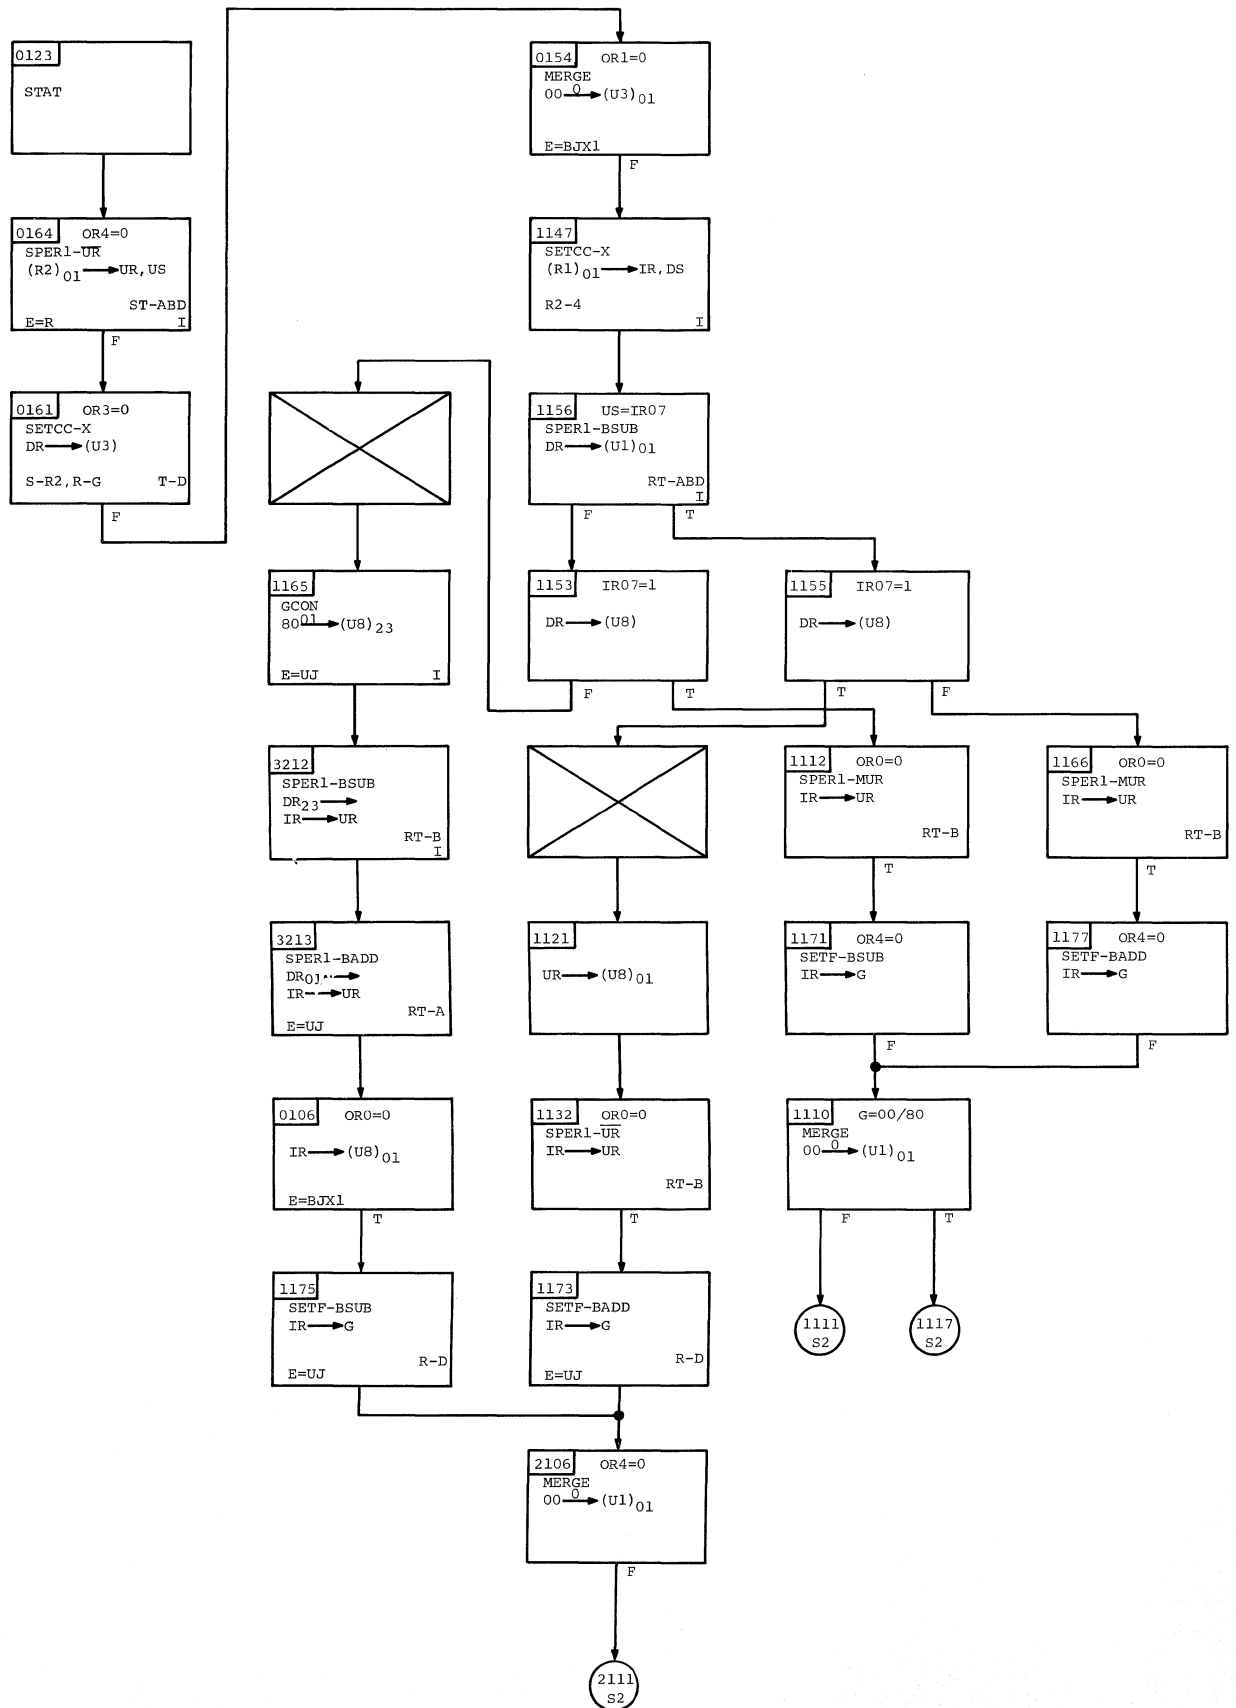 0123
STAT
0164 OR4=0
SPER1-U̅R̅
(R2)01 → UR,US
ST-ABD
E=R I
F
0161 OR3=0
SETCC-X
DR → (U3)
S-R2,R-G T-D
F
0154 OR1=0
MERGE
00 0→ (U3)01
E=BJX1
F
1147
SETCC-X
(R1)01 → IR,DS
R2-4
I
1156 US=IR07
SPER1-BSUB
DR → (U1)01
RT-ABD
I
F T
1153 IR07=1
DR → (U8)
F T
1155 IR07=1
DR → (U8)
T F
1165
GCON
80 01→ (U8)23
E=UJ I
3212
SPER1-BSUB
DR23 →
IR → UR
RT-B
I
3213
SPER1-BADD
DR01 →
IR → UR
RT-A
E=UJ
0106 OR0=0
IR → (U8)01
E=BJX1
T
1175
SETF-BSUB
IR → G
R-D
E=UJ
1121
UR → (U8)01
1132 OR0=0
SPER1-U̅R̅
IR → UR
RT-B
T
1173
SETF-BADD
IR → G
R-D
E=UJ
2106 OR4=0
MERGE
00 0→ (U1)01
F
2111
S2
1112 OR0=0
SPER1-MUR
IR → UR
RT-B
T
1171 OR4=0
SETF-BSUB
IR → G
F
1166 OR0=0
SPER1-MUR
IR → UR
RT-B
T
1177 OR4=0
SETF-BADD
IR → G
F
1110 G=00/80
MERGE
00 0→ (U1)01
F T
1111
S2
1117
S2